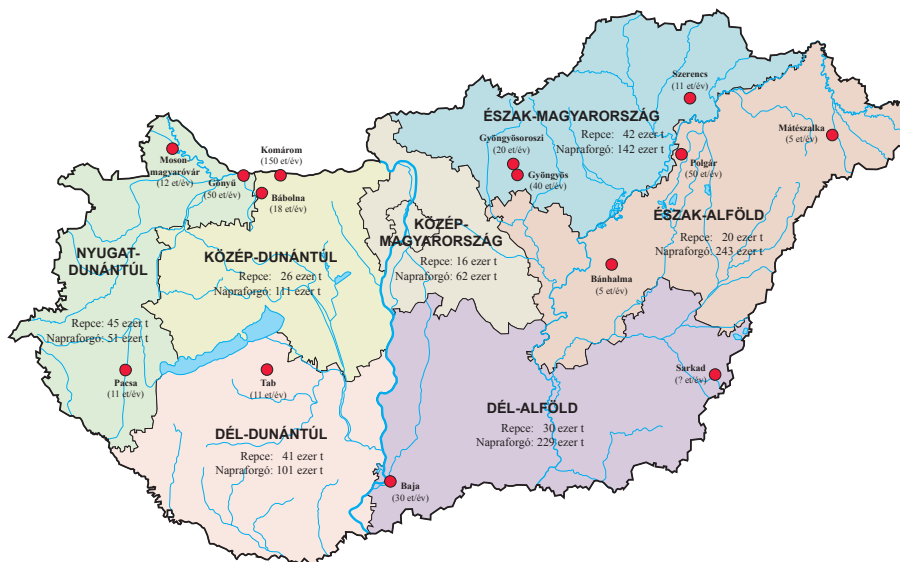 Szerencs
(11 et/év)
ÉSZAK-MAGYARORSZÁG
Repce: 42 ezer t
Napraforgó: 142 ezer t
Gyöngyösoroszi
(20 et/év)
Gyöngyös
(40 et/év)
Mátészalka
(5 et/év)
Polgár
(50 et/év)
Moson-
magyaróvár
(12 et/év)
Komárom
(150 et/év)
Gönyű
(50 et/év)
Bábolna
(18 et/év)
ÉSZAK-ALFÖLD
Repce: 20 ezer t
Napraforgó: 243 ezer t
Bánhalma
(5 et/év)
KÖZÉP-
MAGYARORSZÁG
Repce: 16 ezer t
Napraforgó: 62 ezer t
NYUGAT-
DUNÁNTÚL
Repce: 45 ezer t
Napraforgó: 51 ezer t
KÖZÉP-DUNÁNTÚL
Repce: 26 ezer t
Napraforgó: 111 ezer t
Pacsa
(11 et/év)
Tab
(11 et/év)
Sarkad
(? et/év)
DÉL-ALFÖLD
Repce: 30 ezer t
Napraforgó: 229 ezer t
DÉL-DUNÁNTÚL
Repce: 41 ezer t
Napraforgó: 101 ezer t
Baja
(30 et/év)